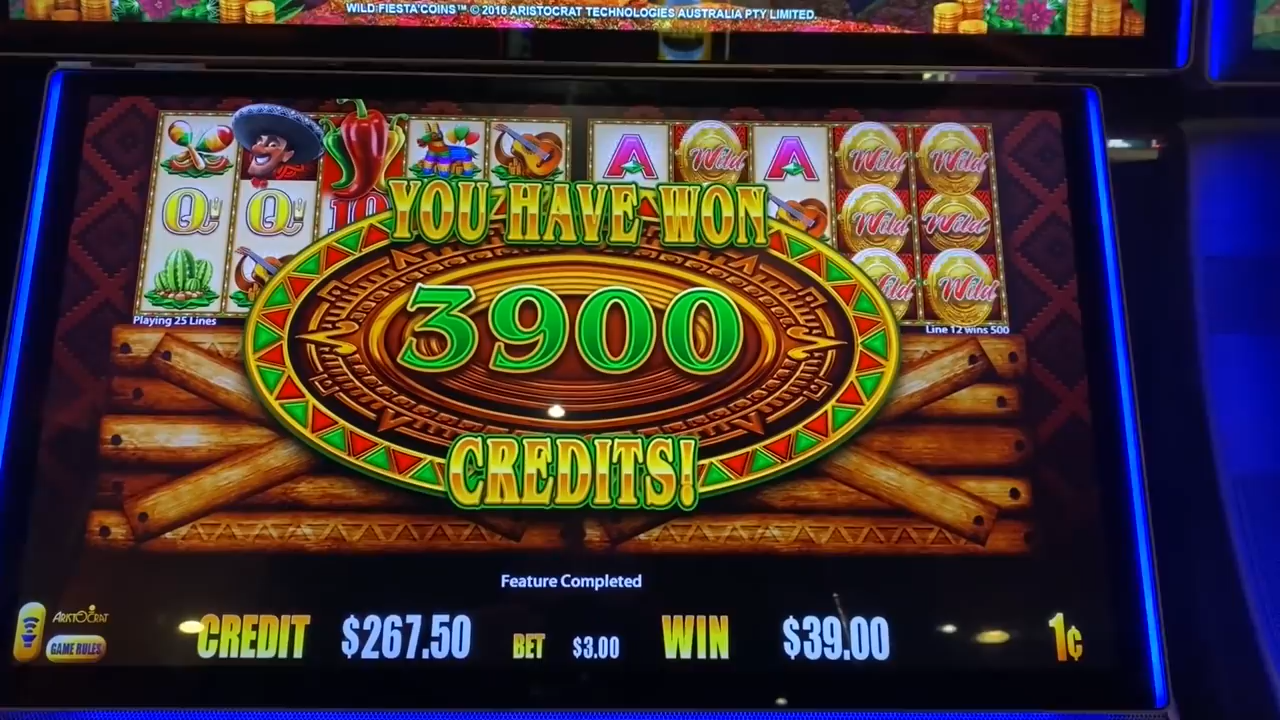 WILD FIESTA'COINS™ © 2016 ARISTOCRAT TECHNOLOGIES AUSTRALIA PTY LIMITED.
A Wild A Wild Wild
Q Q 10 Wild Wild
Wild Wild
YOU HAVE WON
3900
CREDITS!
Playing 25 Lines
Line 12 wins 500
Feature Completed
ARISTOCRAT
GAME RULES
CREDIT $267.50 BET $3.00 WIN $39.00 1¢